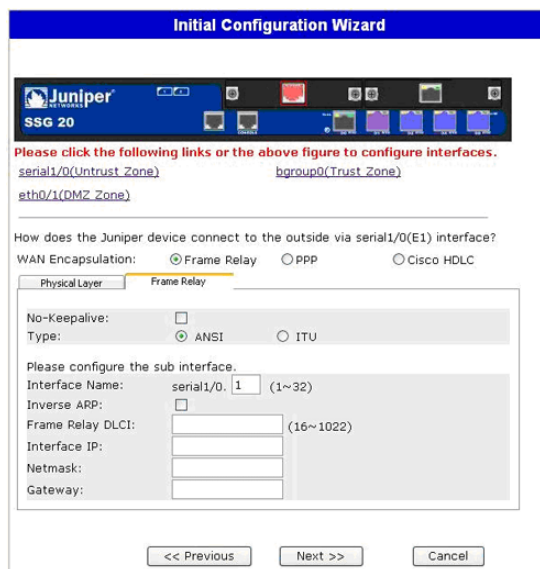 Initial Configuration Wizard
Juniper
NETWORKS
SSG 20
CONSOLE
Please click the following links or the above figure to configure interfaces.
serial1/0(Untrust Zone) bgroup0(Trust Zone)
eth0/1(DMZ Zone)
How does the Juniper device connect to the outside via serial1/0(E1) interface?
WAN Encapsulation: Frame Relay PPP Cisco HDLC
Physical Layer Frame Relay
No-Keepalive:
Type: ANSI ITU
Please configure the sub interface.
Interface Name: serial1/0. 1 (1~32)
Inverse ARP:
Frame Relay DLCI: (16~1022)
Interface IP:
Netmask:
Gateway:
<< Previous Next >> Cancel